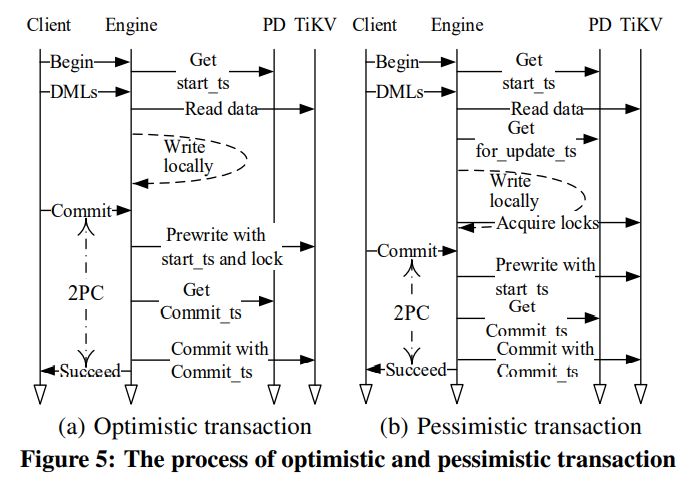 Client Engine PD TiKV
Begin
Get
start_ts
DMLs
Read data
Write
locally
Commit
Prewrite with
start_ts and lock
2PC
Get
Commit_ts
Commit with
Succeed
Commit_ts
(a) Optimistic transaction
Client Engine PD TiKV
Begin
Get
start_ts
DMLs
Read data
Get
for_update_ts
Write
locally
Acquire locks
Commit
Prewrite with
start_ts
Get
2PC
Commit_ts
Commit with
Succeed
Commit_ts
(b) Pessimistic transaction
Figure 5: The process of optimistic and pessimistic transaction